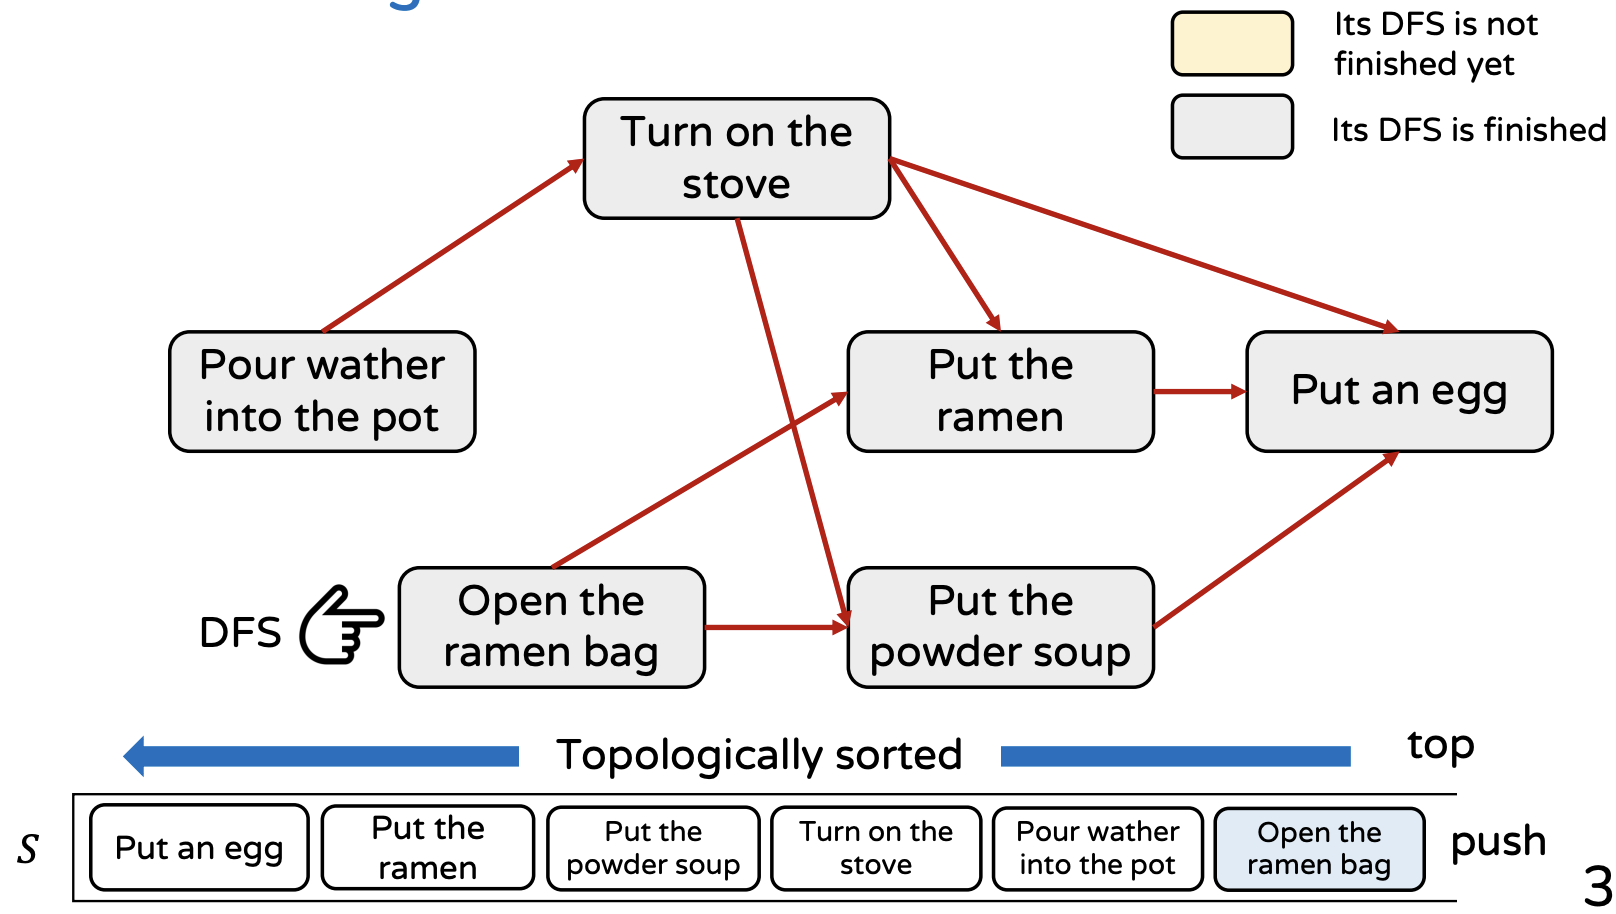 g
Its DFS is not
finished yet
Its DFS is finished
Turn on the
stove
Pour wather
into the pot
Put the
ramen
Put an egg
DFS
Open the
ramen bag
Put the
powder soup
Topologically sorted
top
S
Put an egg
Put the
ramen
Put the
powder soup
Turn on the
stove
Pour wather
into the pot
Open the
ramen bag
push
3